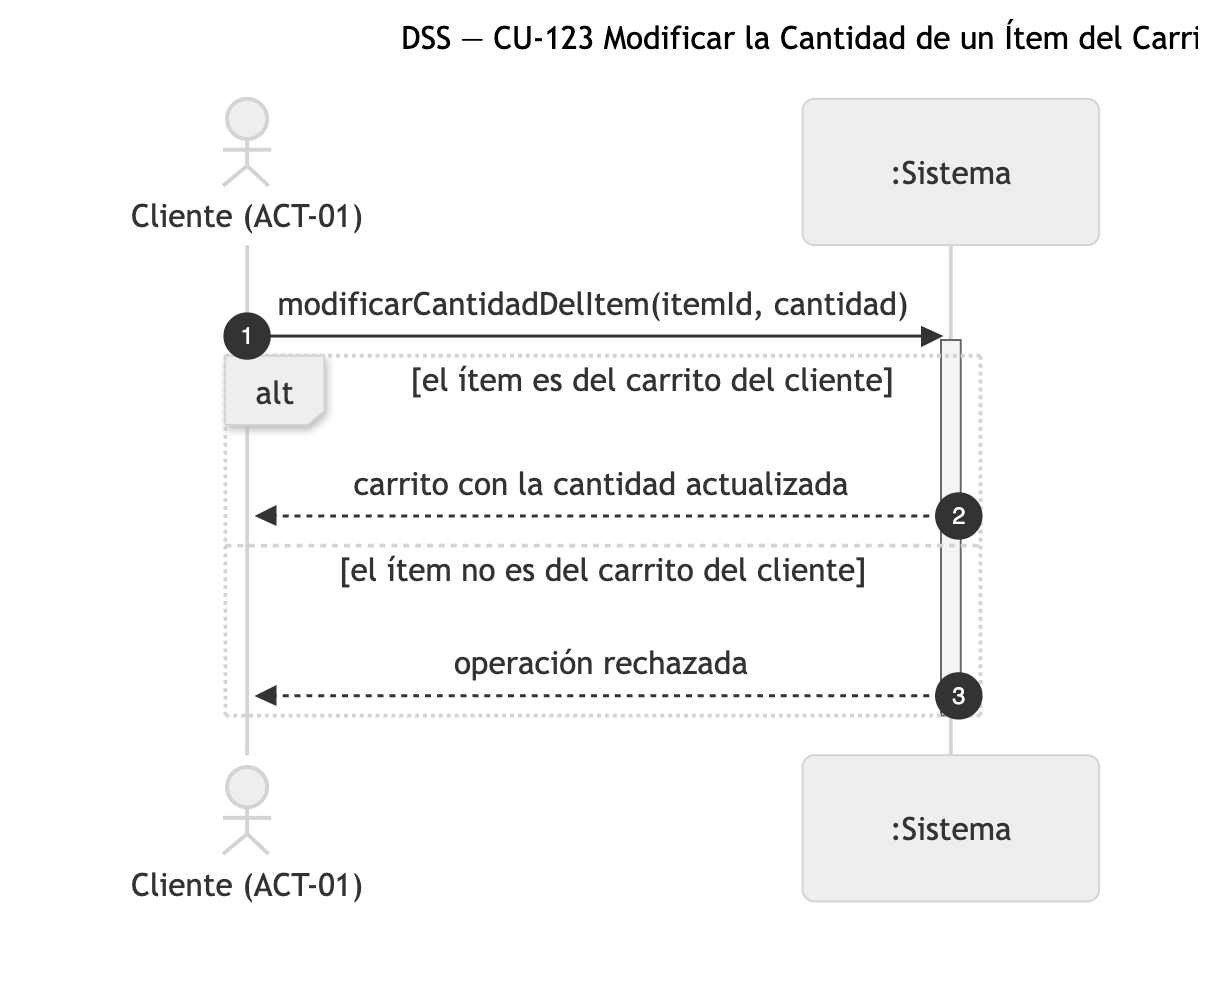 DSS — CU-123 Modificar la Cantidad de un Ítem del Carri
Cliente (ACT-01)
:Sistema
modificarCantidadDelItem(itemId, cantidad)
1
alt
[el ítem es del carrito del cliente]
carrito con la cantidad actualizada
2
[el ítem no es del carrito del cliente]
operación rechazada
3
Cliente (ACT-01)
:Sistema